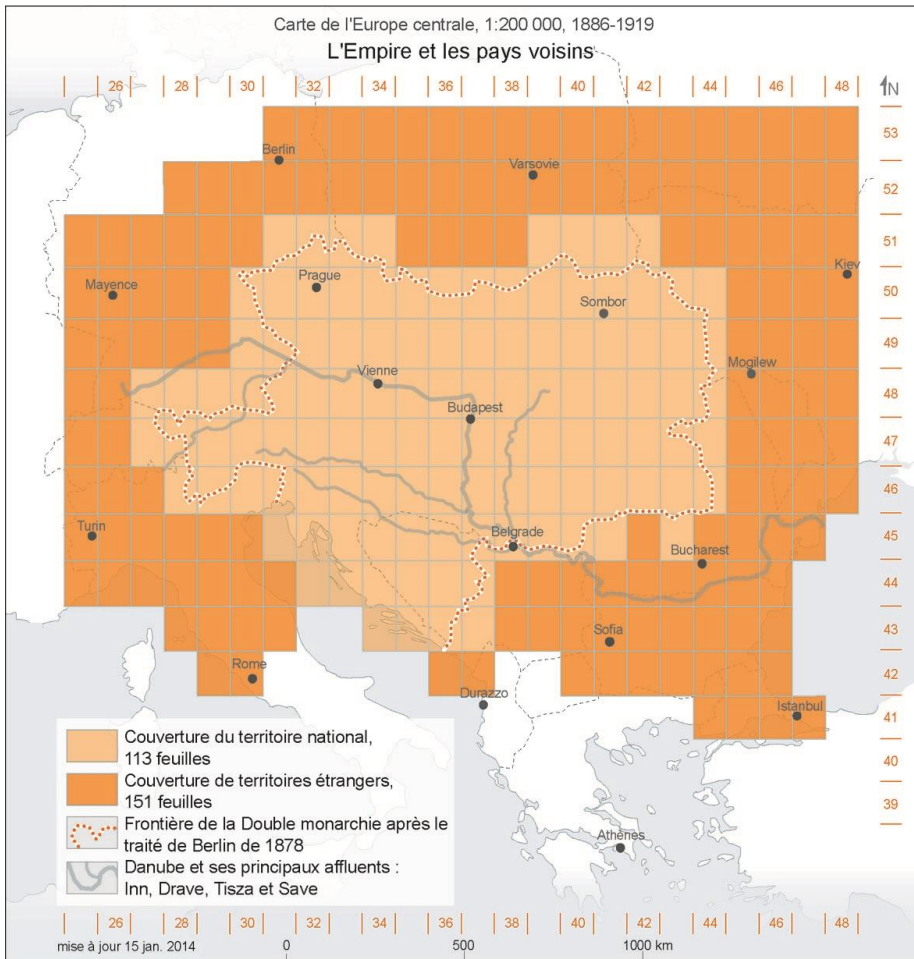 Carte de l'Europe centrale, 1:200 000, 1886-1919
L'Empire et les pays voisins
26 28 30 32 34 36 38 40 42 44 46 48
N
53
Berlin
Varsovie
52
51
Kiev
Prague
Mayence
50
Sombor
49
Mogilew
Vienne
48
Budapest
47
46
Turin
Belgrade
45
Bucharest
44
Sofia
43
Rome
42
Durazzo
Istanbul
41
Couverture du territoire national,
113 feuilles
40
Couverture de territoires étrangers,
151 feuilles
39
Frontière de la Double monarchie après le
traité de Berlin de 1878
Athènes
Danube et ses principaux affluents :
Inn, Drave, Tisza et Save
26 28 30 32 34 38 40 42 44 46 48
mise à jour 15 jan. 2014
0 500 1000 km